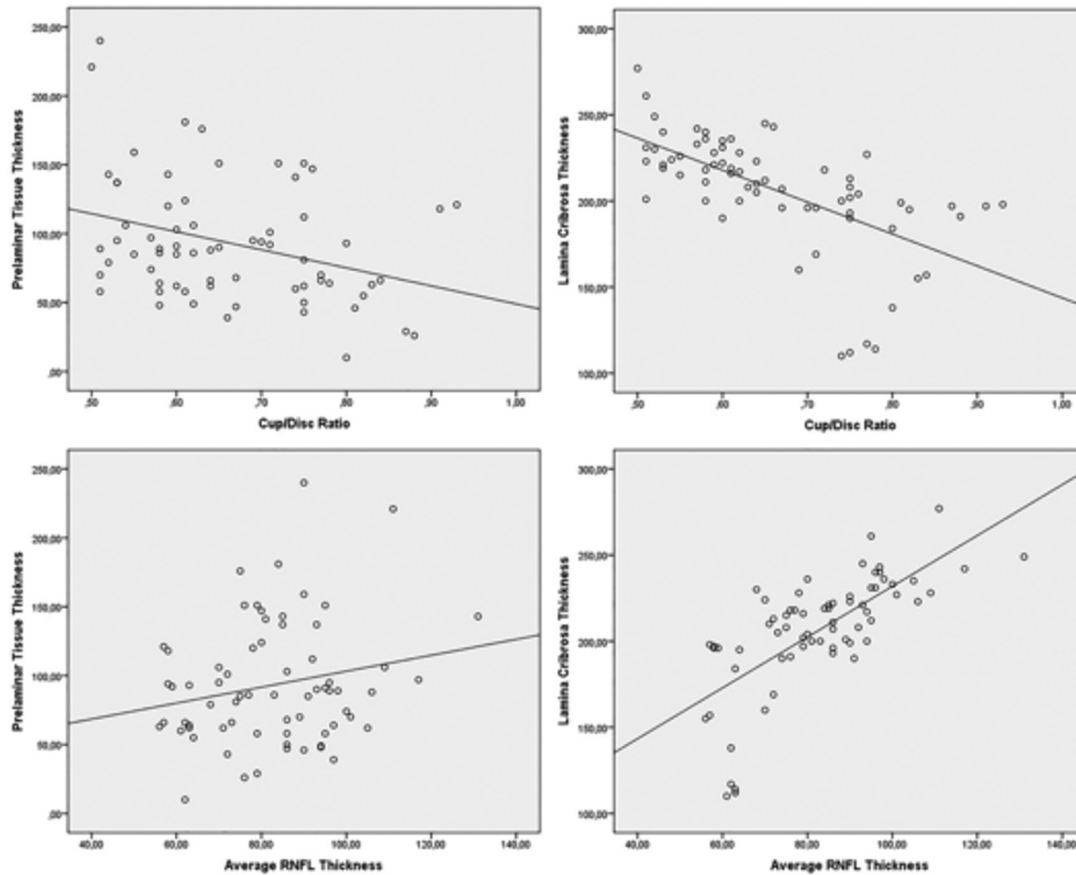 250,00
200,00
150,00
100,00
50,00
,00
Prelaminar Tissue Thickness
,50 ,60 ,70 ,80 ,90 1,00
Cup/Disc Ratio
300,00
250,00
200,00
150,00
100,00
Lamina Cribrosa Thickness
,50 ,60 ,70 ,80 ,90 1,00
Cup/Disc Ratio
250,00
200,00
150,00
100,00
50,00
,00
Prelaminar Tissue Thickness
40,00 60,00 80,00 100,00 120,00 140,00
Average RNFL Thickness
300,00
250,00
200,00
150,00
100,00
Lamina Cribrosa Thickness
40,00 60,00 80,00 100,00 120,00 140,00
Average RNFL Thickness